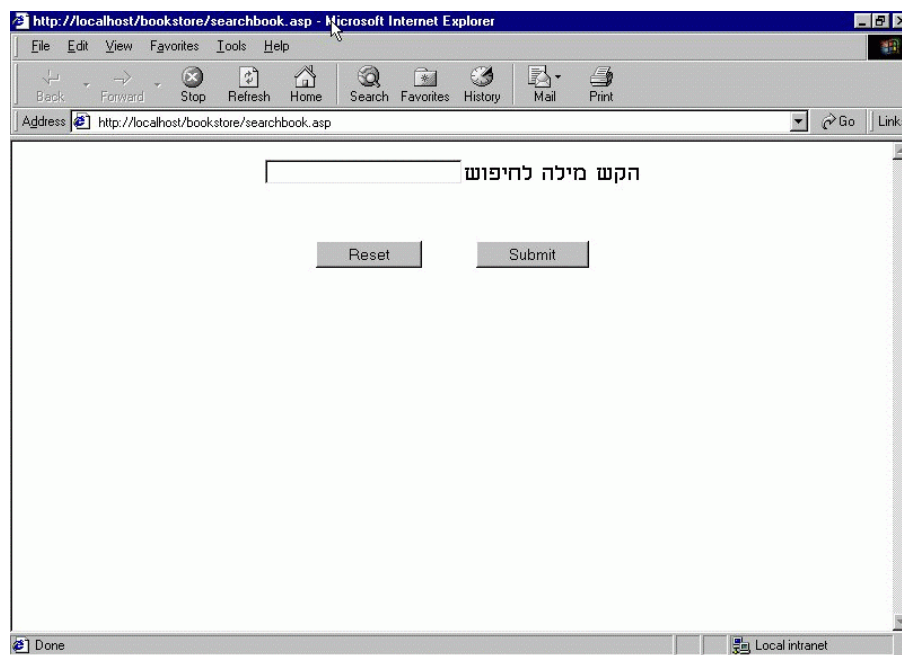 http://localhost/bookstore/searchbook.asp - Microsoft Internet Explorer
File Edit View Favorites Tools Help
Back Forward Stop Refresh Home Search Favorites History Mail Print
Address http://localhost/bookstore/searchbook.asp Go Link
הקש מילה לחיפוש
Reset Submit
Done Local intranet